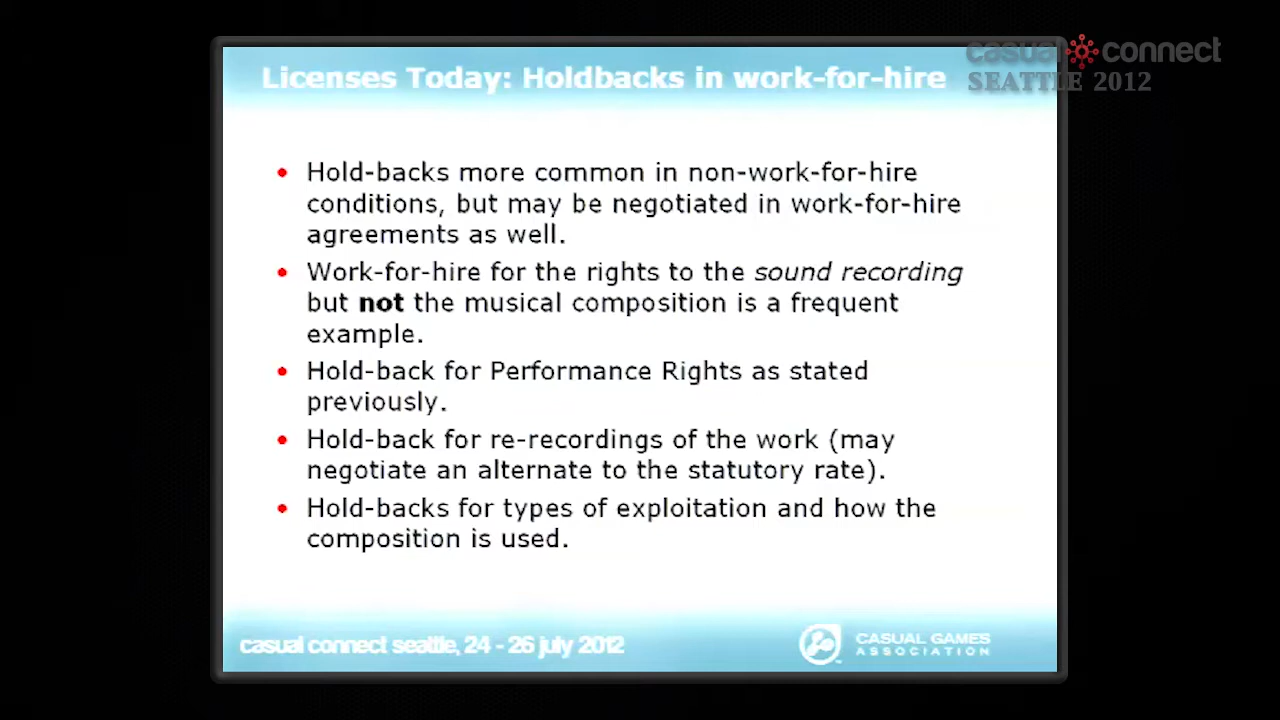 casual connect
SEATTLE 2012
Licenses Today: Holdbacks in work-for-hire
• Hold-backs more common in non-work-for-hire
conditions, but may be negotiated in work-for-hire
agreements as well.
• Work-for-hire for the rights to the sound recording
but not the musical composition is a frequent
example.
• Hold-back for Performance Rights as stated
previously.
• Hold-back for re-recordings of the work (may
negotiate an alternate to the statutory rate).
• Hold-backs for types of exploitation and how the
composition is used.
casual connect seattle, 24 - 26 july 2012
CASUAL GAMES
ASSOCIATION